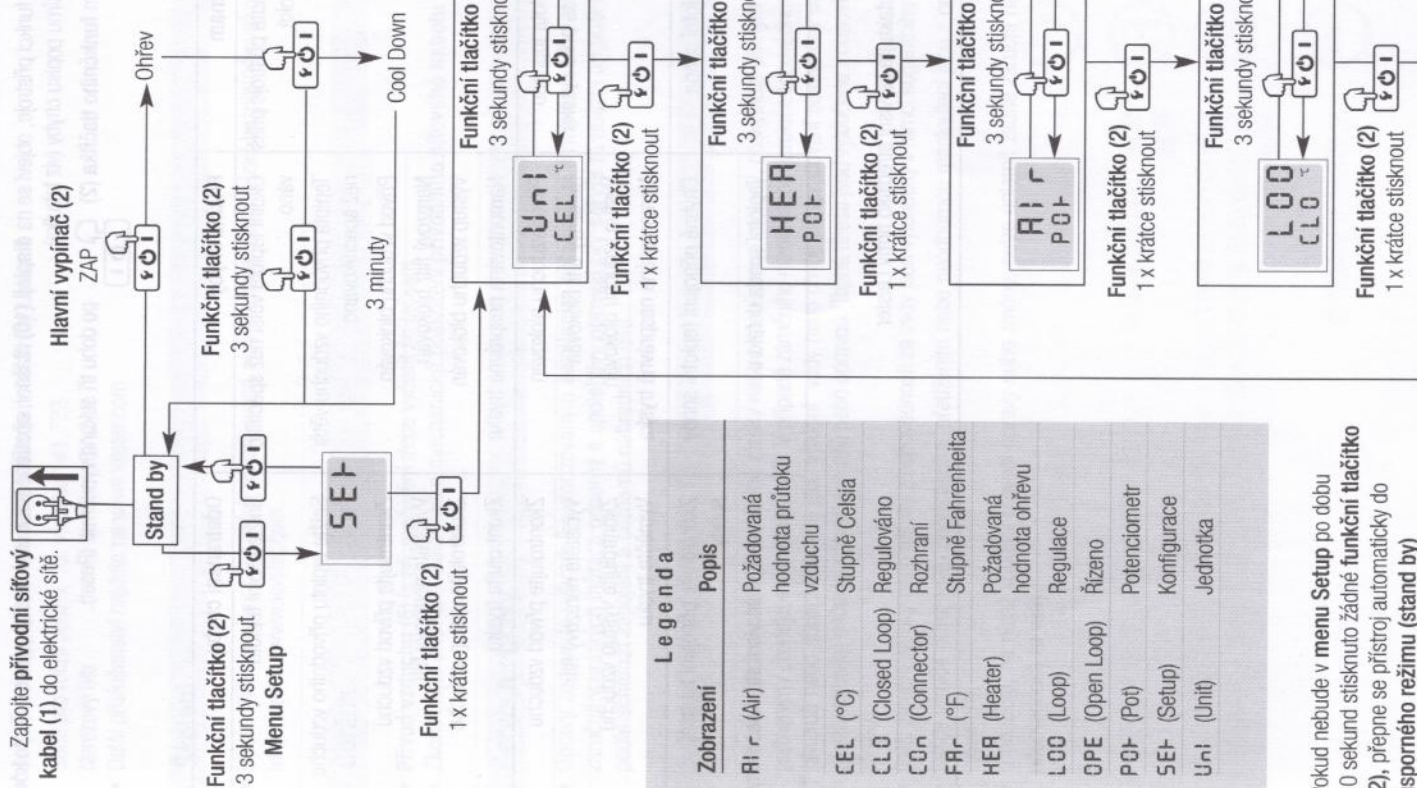 Zapojte přívodní síťový
kabel (1) do elektrické sítě.
Stand by
Hlavní vypínač (2)
ZAP
Ohřev
Funkční tlačítko (2)
3 sekundy stisknout
Menu Setup
Funkční tlačítko (2)
3 sekundy stisknout
Cool Down
3 minuty
SEt
Funkční tlačítko (2)
1 x krátce stisknout
Funkční tlačítko
3 sekundy
UnI
CEL °C
Funkční tlačítko (2)
1 x krátce stisknout
Funkční tlačítko
3 sekundy
HEA
POt
Funkční tlačítko (2)
1 x krátce stisknout
Funkční tlačítko
3 sekundy
AIr
POt
Funkční tlačítko (2)
1 x krátce stisknout
Funkční tlačítko
3 sekundy
LOO
CLO °C
Funkční tlačítko (2)
1 x krátce stisknout
Legenda
Zobrazení Popis
AIr (Air) Požadovaná
hodnota průtoku
vzduchu
CEL (°C) Stupně Celsia
CLO (Closed Loop) Regulováno
COn (Connector) Rozhraní
FAr (°F) Stupně Fahrenheita
HEA (Heater) Požadovaná
hodnota ohřevu
LOO (Loop) Regulace
OPE (Open Loop) Řízeno
POt (Pot) Potenciometr
SEt (Setup) Konfigurace
UnI (Unit) Jednotka
nebude v menu Setup po dobu
0 sekund stisknuto žádné funkční tlačítko
2), přepne se přístroj automaticky do
sporného režimu (stand by)